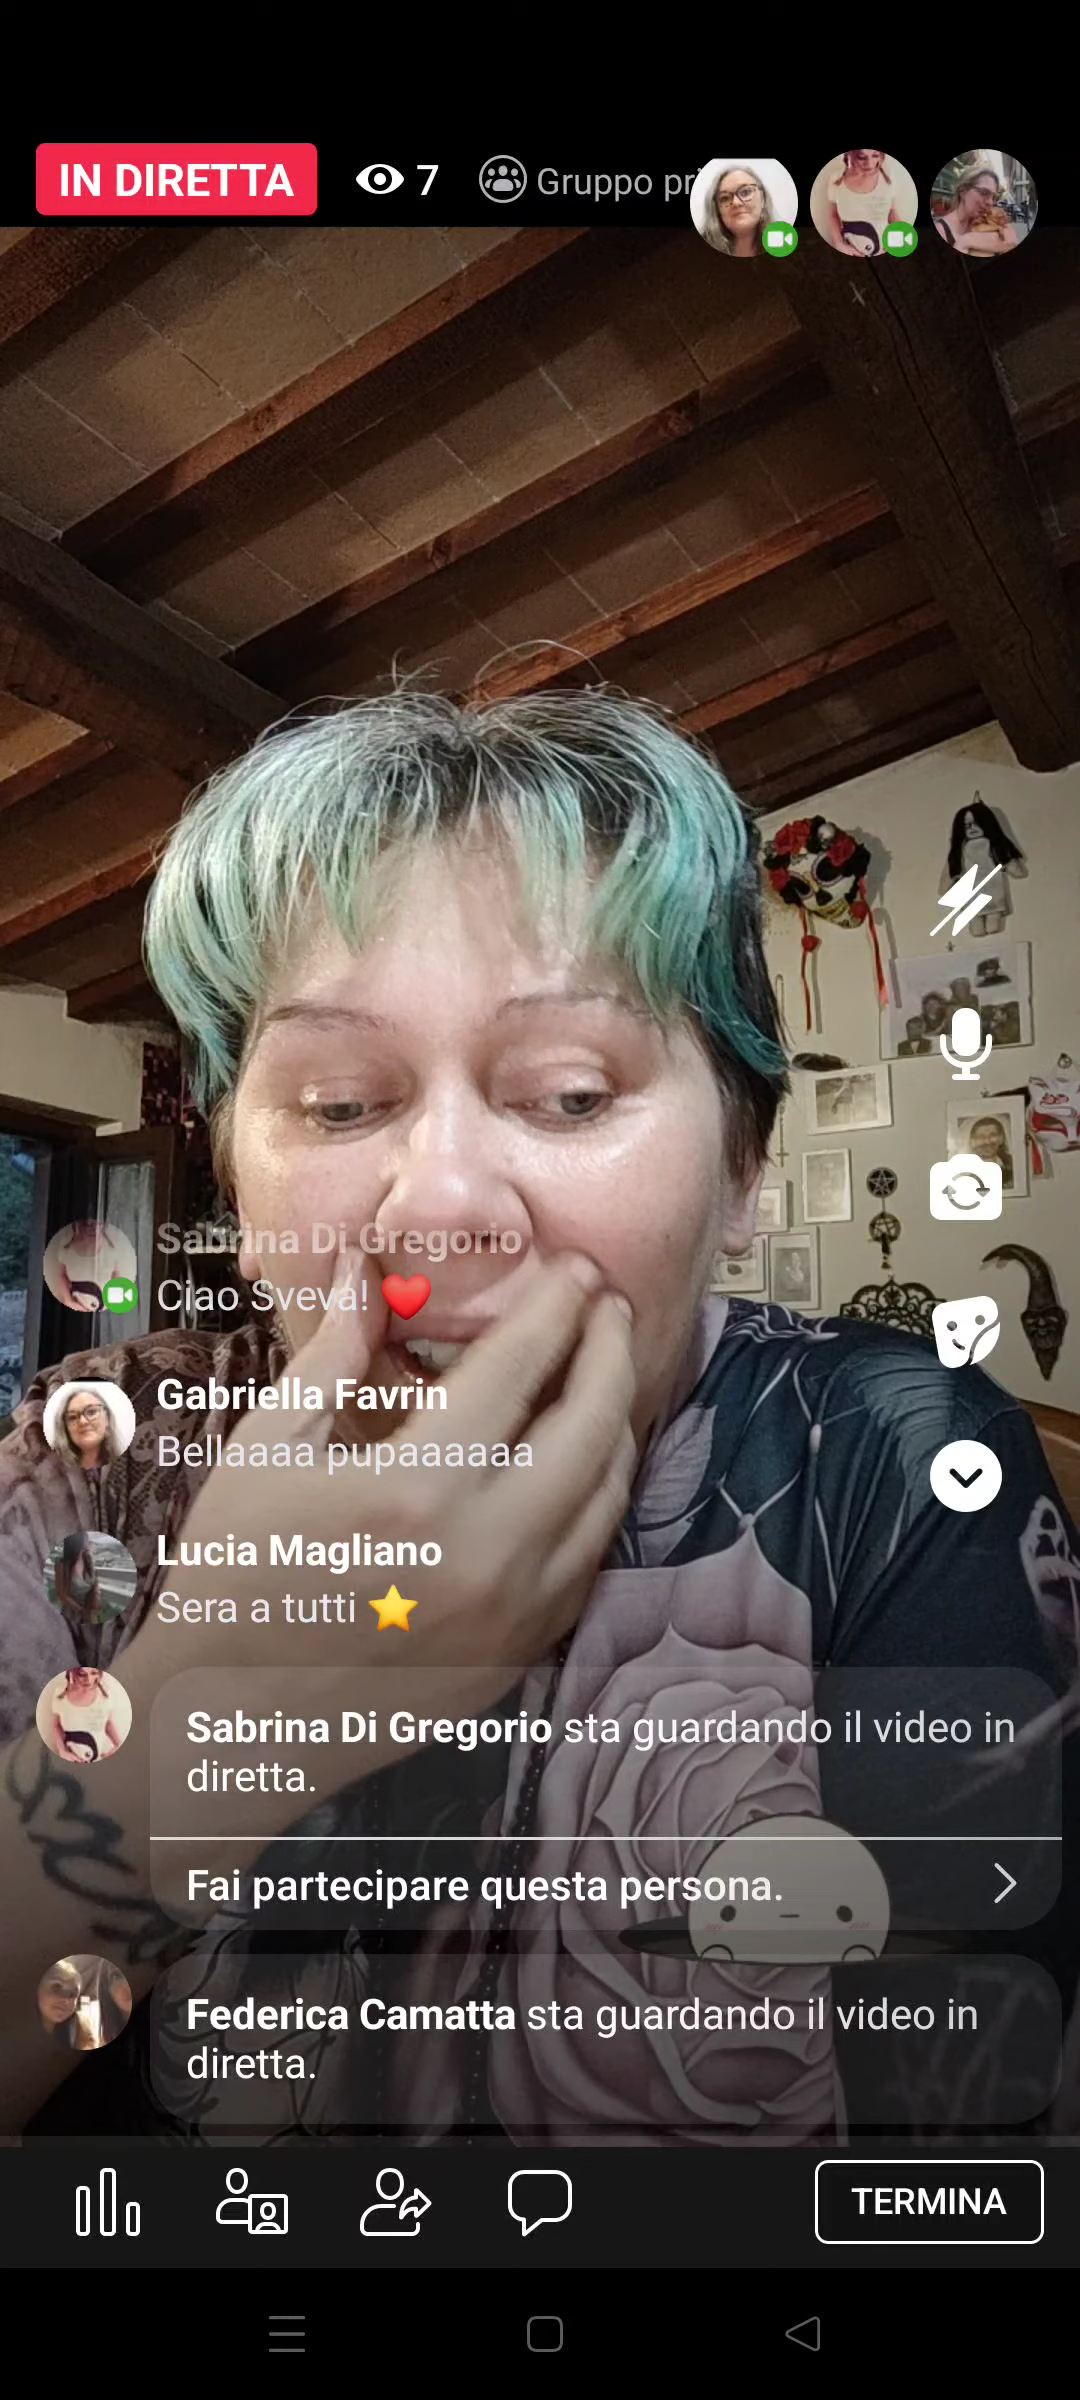 IN DIRETTA
7
Gruppo pri
Sabrina Di Gregorio
Ciao Sveva! ❤️
Gabriella Favrin
Bellaaaa pupaaaaaa
Lucia Magliano
Sera a tutti ⭐
Sabrina Di Gregorio sta guardando il video in
diretta.
Fai partecipare questa persona.
Federica Camatta sta guardando il video in
diretta.
TERMINA